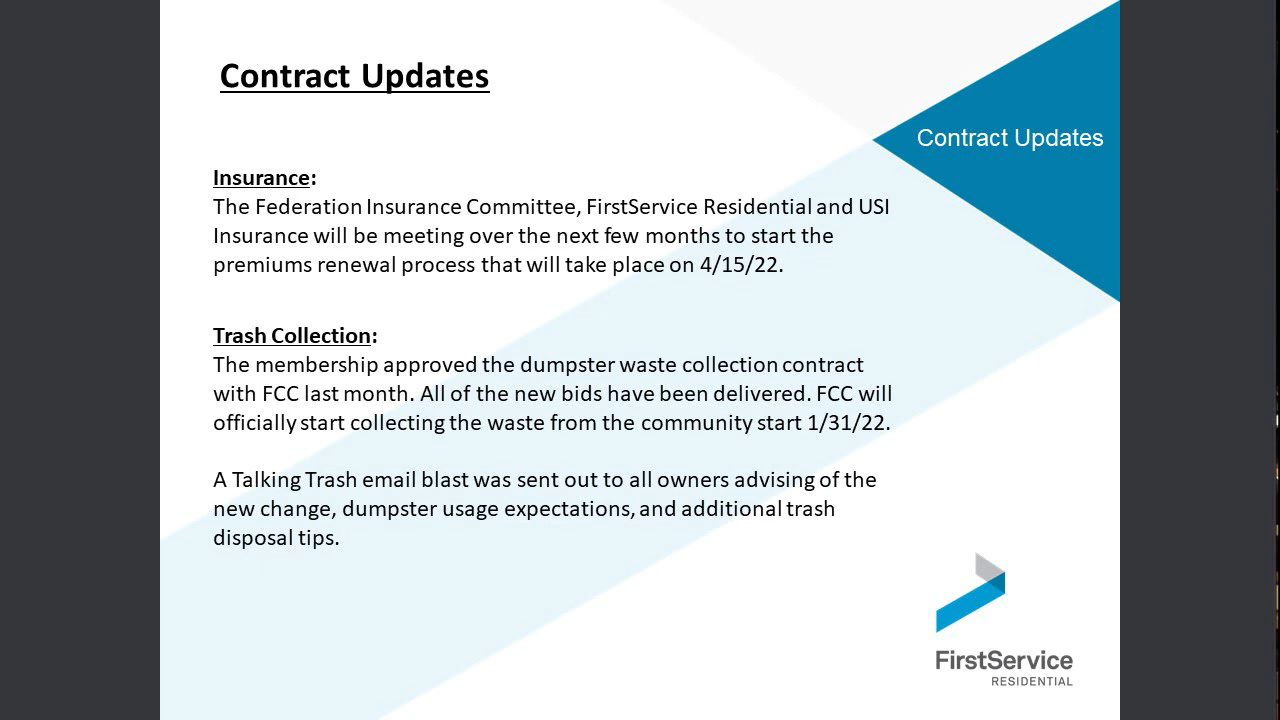 Contract Updates
Contract Updates
Insurance:
The Federation Insurance Committee, FirstService Residential and USI
Insurance will be meeting over the next few months to start the
premiums renewal process that will take place on 4/15/22.
Trash Collection:
The membership approved the dumpster waste collection contract
with FCC last month. All of the new bids have been delivered. FCC will
officially start collecting the waste from the community start 1/31/22.
A Talking Trash email blast was sent out to all owners advising of the
new change, dumpster usage expectations, and additional trash
disposal tips.
FirstService
RESIDENTIAL